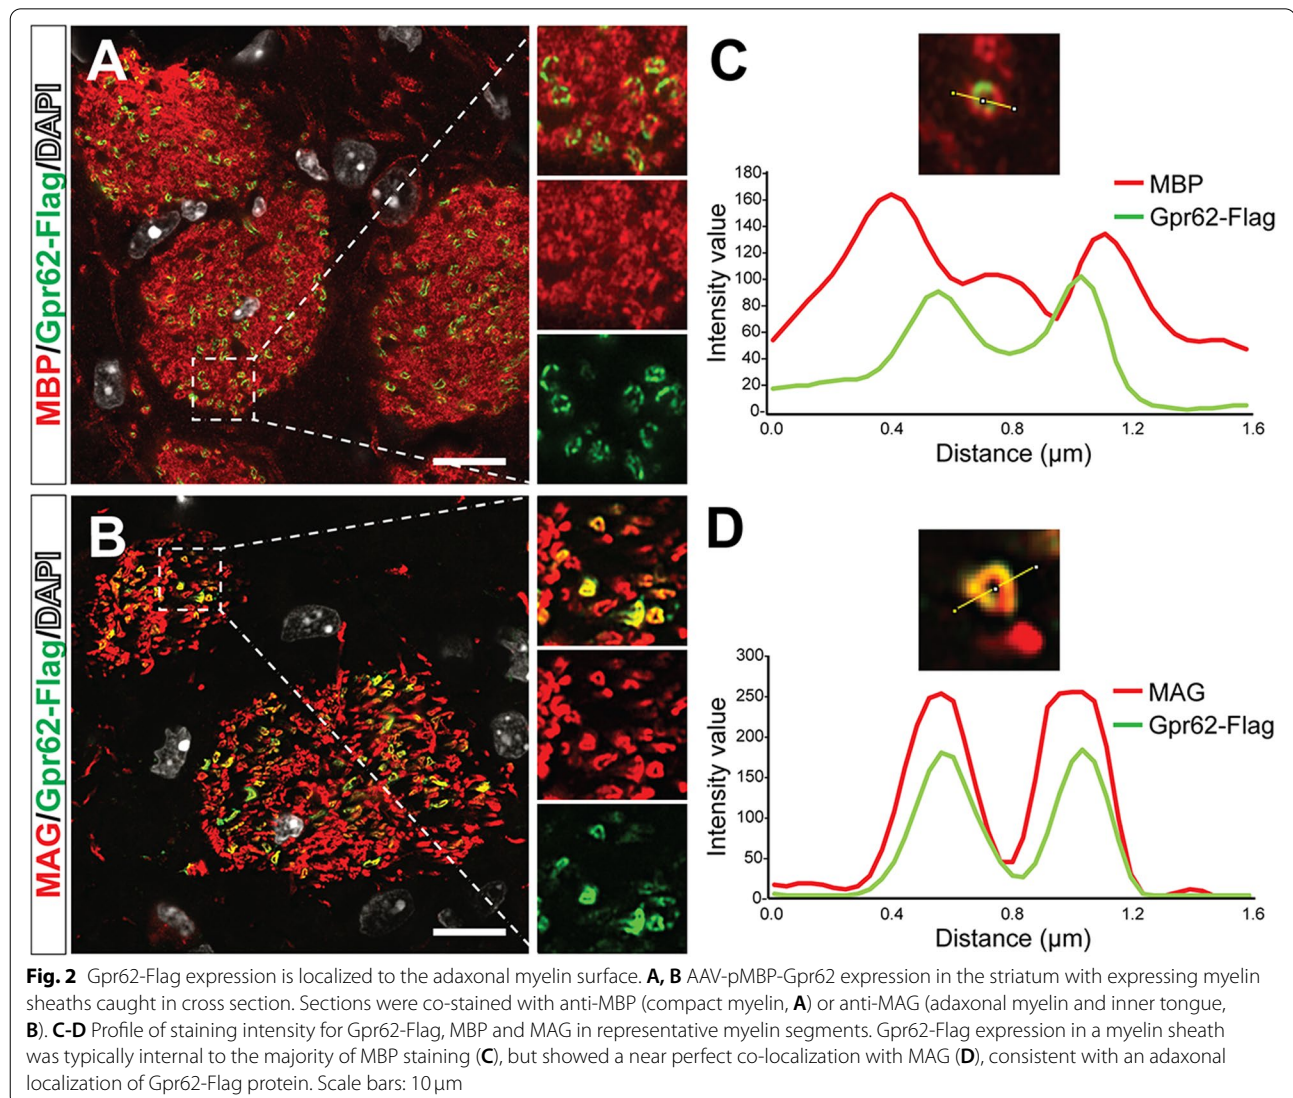 MBP/Gpr62-Flag/DAPI
A
C
MBP
Gpr62-Flag
Intensity value
180
160
140
120
100
80
60
40
20
0
0.0 0.4 0.8 1.2 1.6
Distance (µm)
MAG/Gpr62-Flag/DAPI
B
D
MAG
Gpr62-Flag
Intensity value
300
250
200
150
100
50
0
0.0 0.4 0.8 1.2 1.6
Distance (µm)
Fig. 2 Gpr62-Flag expression is localized to the adaxonal myelin surface. A, B AAV-pMBP-Gpr62 expression in the striatum with expressing myelin
sheaths caught in cross section. Sections were co-stained with anti-MBP (compact myelin, A) or anti-MAG (adaxonal myelin and inner tongue,
B). C-D Profile of staining intensity for Gpr62-Flag, MBP and MAG in representative myelin segments. Gpr62-Flag expression in a myelin sheath
was typically internal to the majority of MBP staining (C), but showed a near perfect co-localization with MAG (D), consistent with an adaxonal
localization of Gpr62-Flag protein. Scale bars: 10 µm